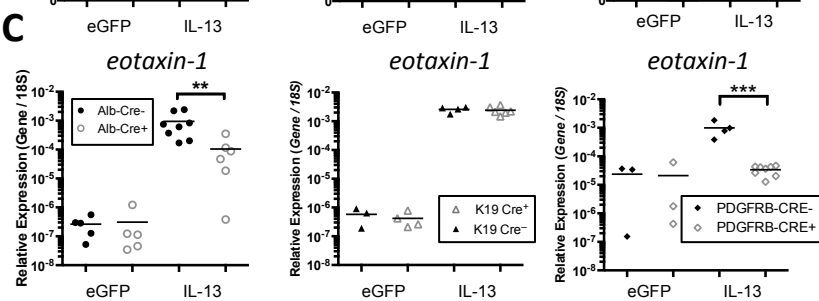 0 0 0
eGFP IL-13 eGFP IL-13 eGFP IL-13
C
eotaxin-1 eotaxin-1 eotaxin-1
Relative Expression (Gene / 18S)
10⁻²
10⁻³
10⁻⁴
10⁻⁵
10⁻⁶
10⁻⁷
10⁻⁸
Alb-Cre-
Alb-Cre+
**
eGFP IL-13
Relative Expression (Gene / 18S)
10⁻²
10⁻³
10⁻⁴
10⁻⁵
10⁻⁶
10⁻⁷
10⁻⁸
K19 Cre⁺
K19 Cre⁻
eGFP IL-13
Relative Expression (Gene / 18S)
10⁻²
10⁻³
10⁻⁴
10⁻⁵
10⁻⁶
10⁻⁷
10⁻⁸
***
PDGFRB-CRE-
PDGFRB-CRE+
eGFP IL-13